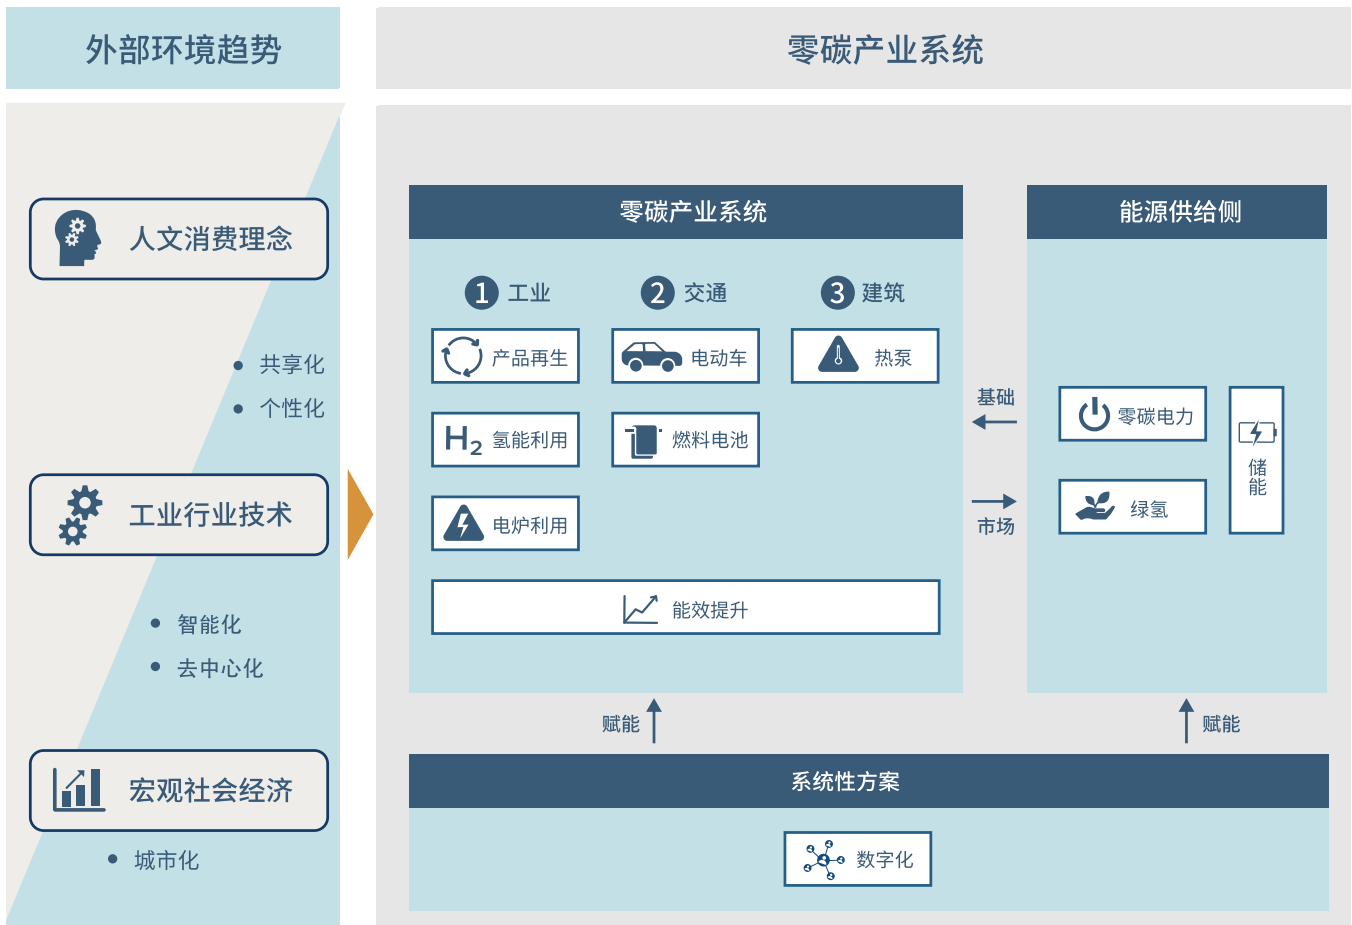 外部环境趋势
人文消费理念
共享化
个性化
工业行业技术
智能化
去中心化
宏观社会经济
城市化
零碳产业系统
零碳产业系统
1 工业
产品再生
H2 氢能利用
电炉利用
2 交通
电动车
燃料电池
3 建筑
热泵
能效提升
基础
市场
能源供给侧
零碳电力
绿氢
储
能
赋能
赋能
系统性方案
数字化